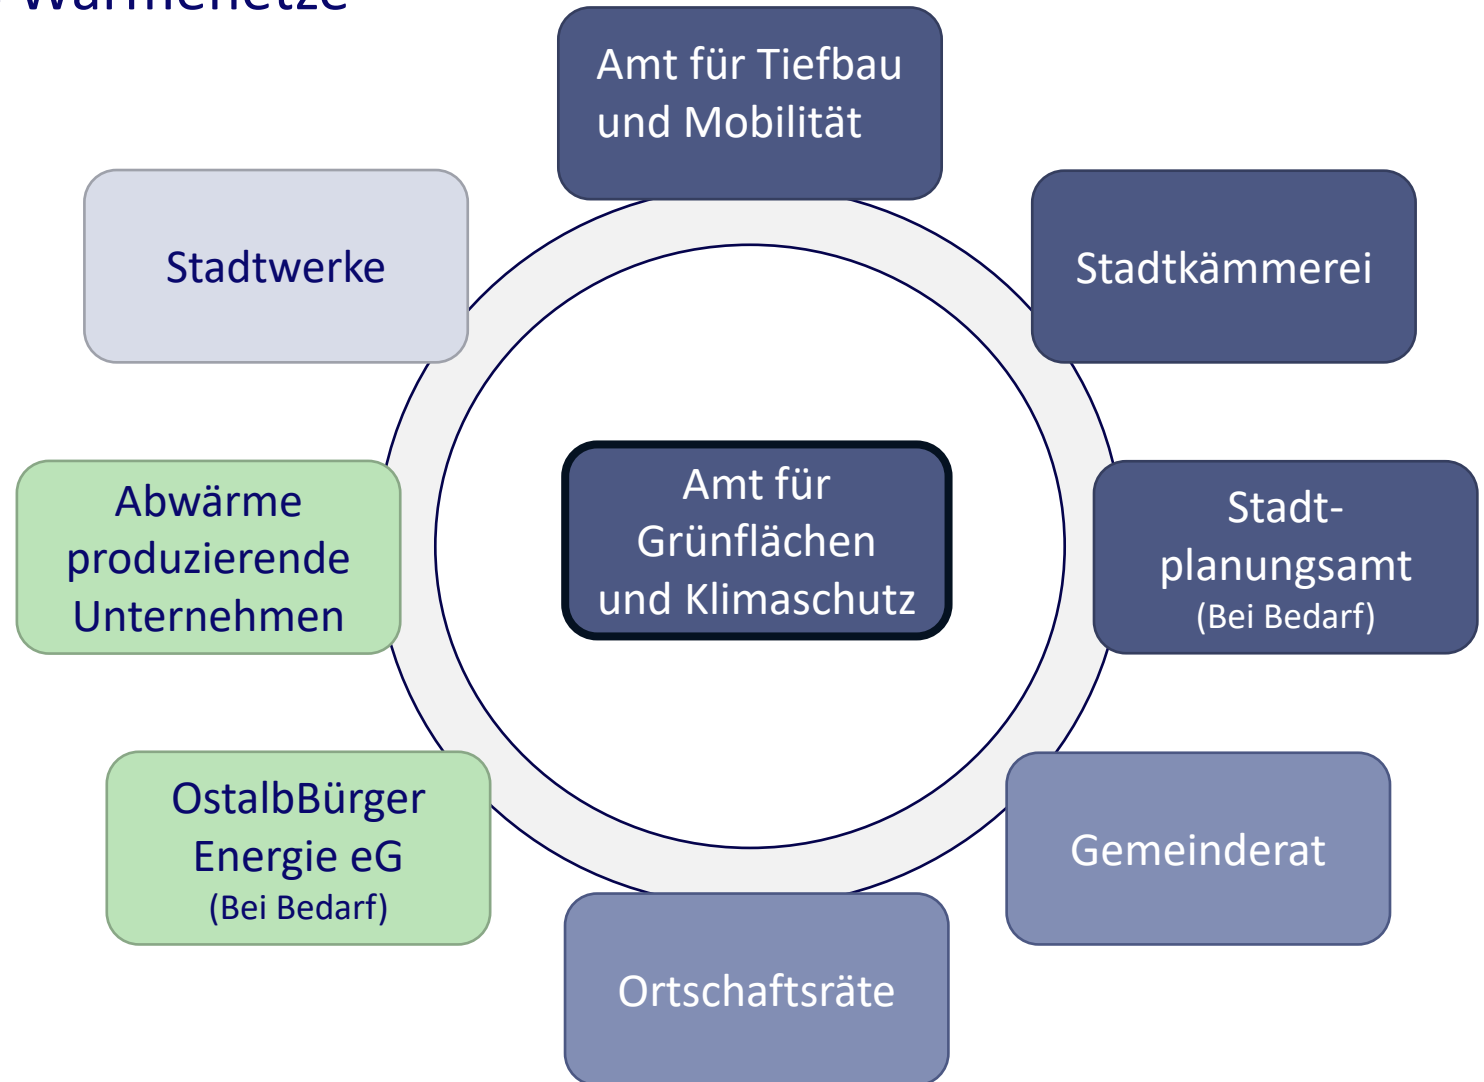 Wärmenetze
Amt für Tiefbau
und Mobilität
Stadtwerke
Stadtkämmerei
Abwärme
produzierende
Unternehmen
Amt für
Grünflächen
und Klimaschutz
Stadt-
planungsamt
(Bei Bedarf)
OstalbBürger
Energie eG
(Bei Bedarf)
Gemeinderat
Ortschaftsräte